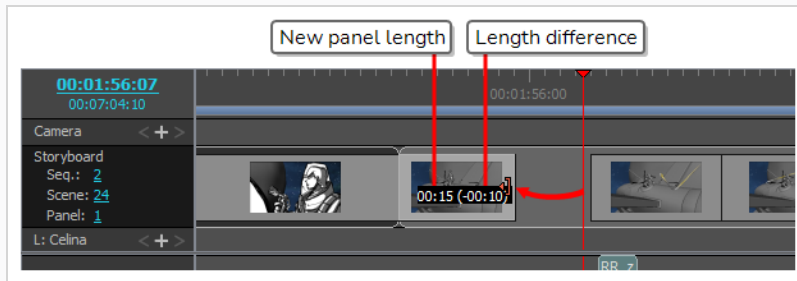 New panel length
Length difference
00:01:56:07
00:07:04:10
00:01:56:00
Camera
Storyboard
Seq.: 2
Scene: 24
Panel: 1
00:15 (-00:10)
L: Celina
RR_z